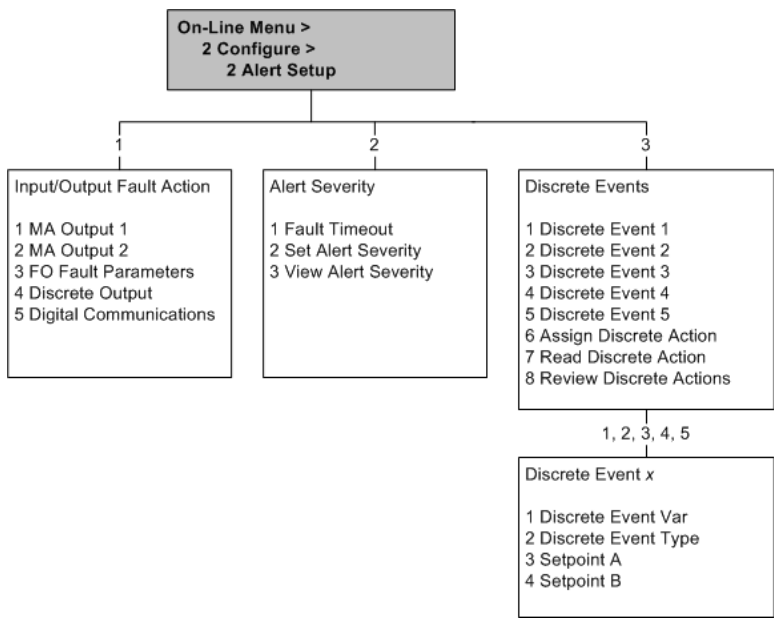 On-Line Menu >
2 Configure >
2 Alert Setup
1
2
3
Input/Output Fault Action
1 MA Output 1
2 MA Output 2
3 FO Fault Parameters
4 Discrete Output
5 Digital Communications
Alert Severity
1 Fault Timeout
2 Set Alert Severity
3 View Alert Severity
Discrete Events
1 Discrete Event 1
2 Discrete Event 2
3 Discrete Event 3
4 Discrete Event 4
5 Discrete Event 5
6 Assign Discrete Action
7 Read Discrete Action
8 Review Discrete Actions
1, 2, 3, 4, 5
Discrete Event x
1 Discrete Event Var
2 Discrete Event Type
3 Setpoint A
4 Setpoint B